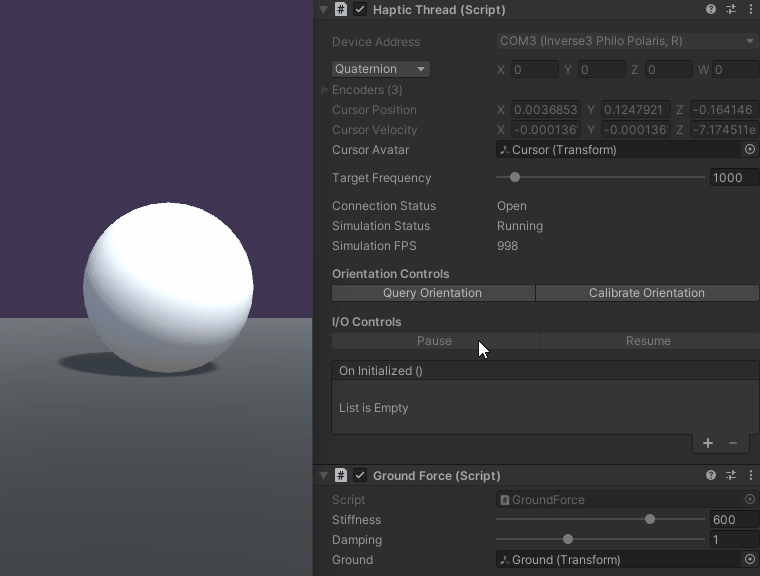 # Haptic Thread (Script)
Device Address COM3 (Inverse3 Philo Polaris, R)
Quaternion X 0 Y 0 Z 0 W 0
Encoders (3)
Cursor Position X 0.0036853 Y 0.1247921 Z -0.164146
Cursor Velocity X -0.000136 Y -0.000136 Z -7.174511e
Cursor Avatar Cursor (Transform)
Target Frequency 1000
Connection Status Open
Simulation Status Running
Simulation FPS 998
Orientation Controls
Query Orientation Calibrate Orientation
I/O Controls
Pause Resume
On Initialized ()
List is Empty
+ −
# Ground Force (Script)
Script # GroundForce
Stiffness 600
Damping 1
Ground Ground (Transform)